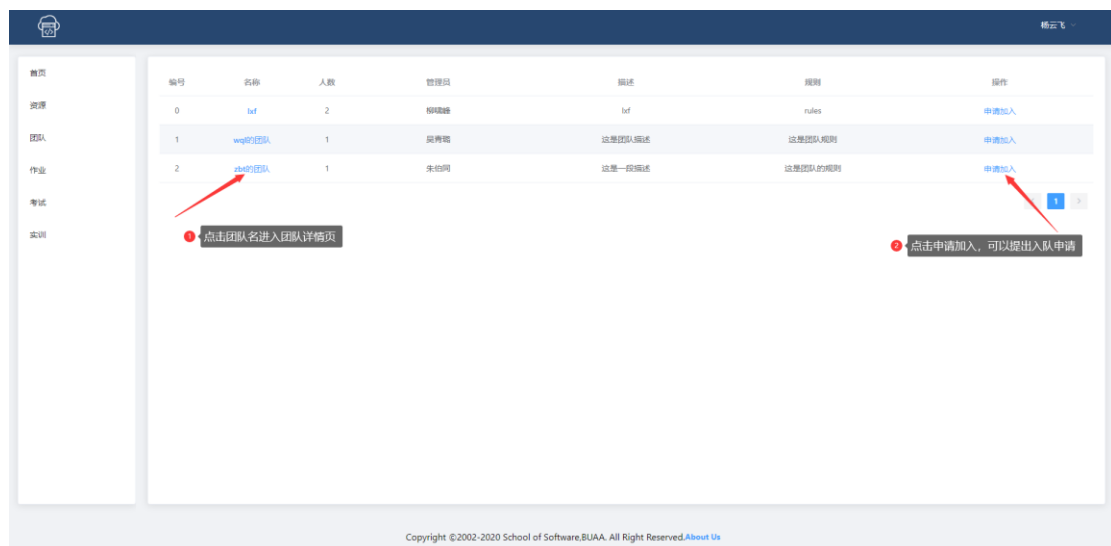 杨云飞
首页
资源
团队
作业
考试
实训
编号 名称 人数 管理员 描述 规则 操作
0 lxf 2 lxf rules 申请加入
1 wql的团队 1 这是团队描述 这是团队规则 申请加入
2 zbt的团队 1 朱伯同 这是一段描述 这是团队的规则 申请加入
1
1 点击团队名进入团队详情页
2 点击申请加入，可以提出入队申请
Copyright ©2002-2020 School of Software,BUAA. All Right Reserved.About Us